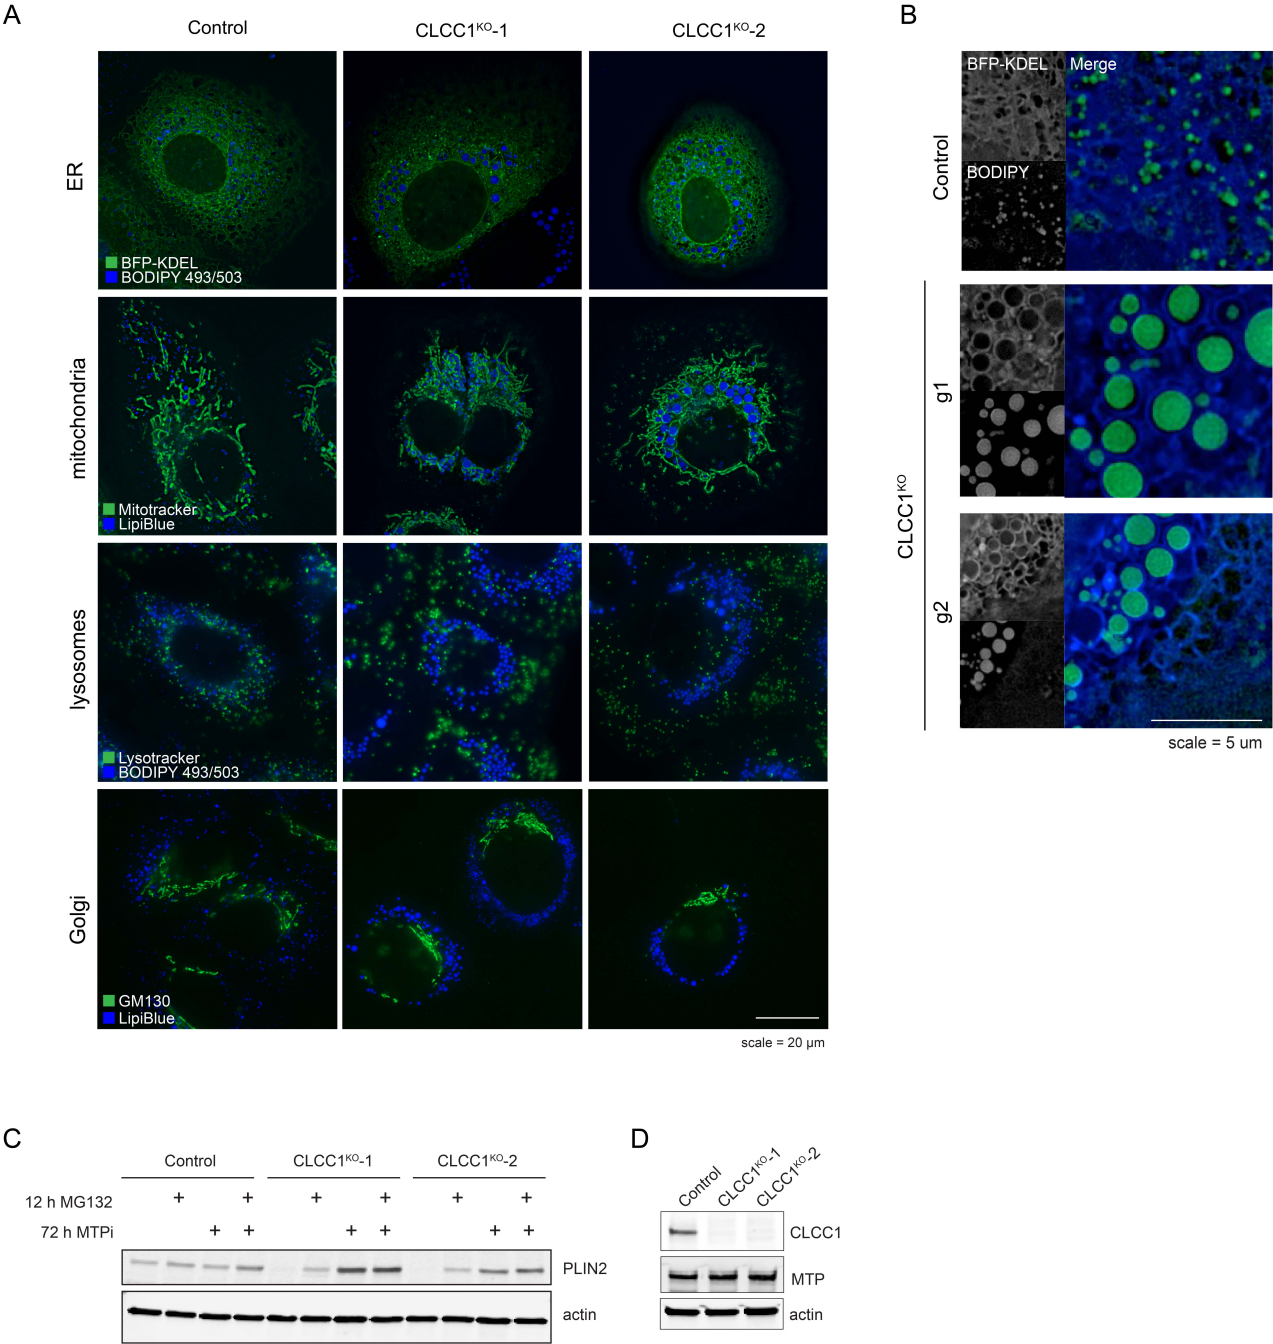 A
Control
CLCC1ᴷᴼ-1
CLCC1ᴷᴼ-2
ER
BFP-KDEL
BODIPY 493/503
mitochondria
Mitotracker
LipiBlue
lysosomes
Lysotracker
BODIPY 493/503
Golgi
GM130
LipiBlue
scale = 20 µm
B
Control
BFP-KDEL
Merge
BODIPY
CLCC1ᴷᴼ
g1
g2
scale = 5 um
C
Control CLCC1ᴷᴼ-1 CLCC1ᴷᴼ-2
12 h MG132 + + + + + +
72 h MTPi + + + + + +
PLIN2
actin
D
Control CLCC1ᴷᴼ-1 CLCC1ᴷᴼ-2
CLCC1
MTP
actin